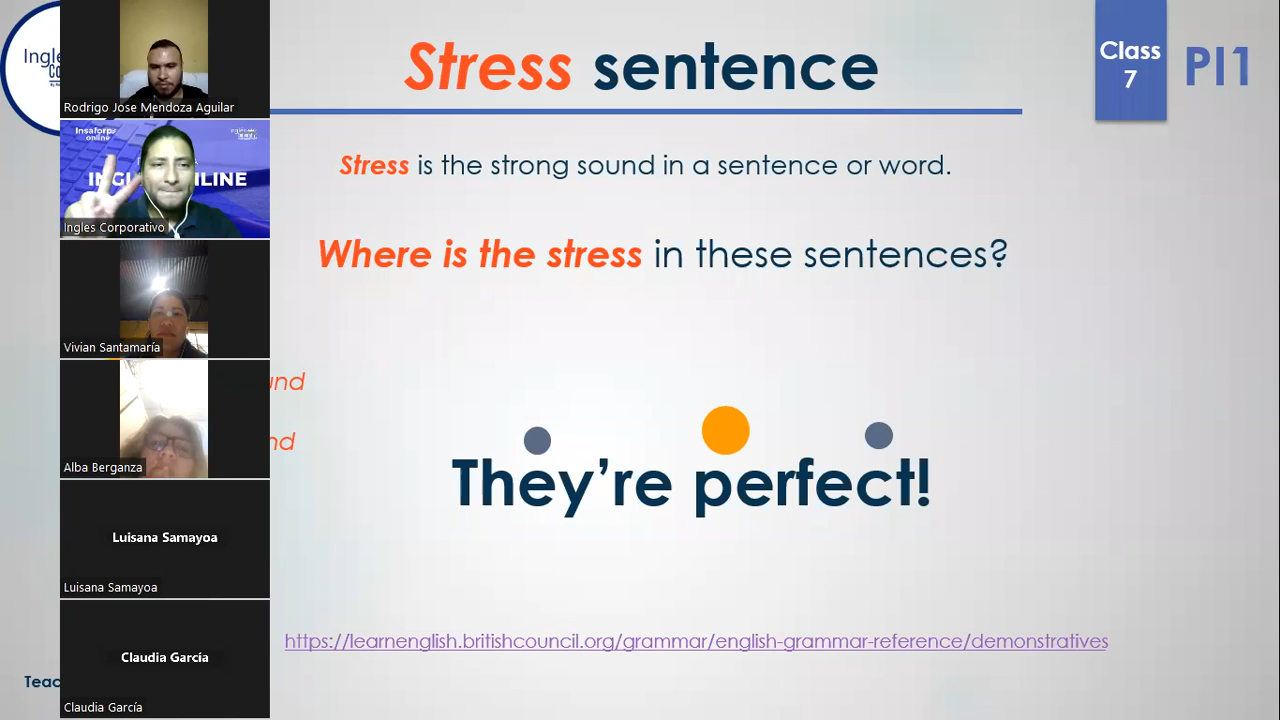 Stress sentence
Class
7
PI1
Stress is the strong sound in a sentence or word.
Where is the stress in these sentences?
They’re perfect!
https://learnenglish.britishcouncil.org/grammar/english-grammar-reference/demonstratives
Rodrigo Jose Mendoza Aguilar
Insaforp
online
Ingles Corporativo
Vivian Santamaría
Alba Berganza
Luisana Samayoa
Luisana Samayoa
Claudia García
Claudia García